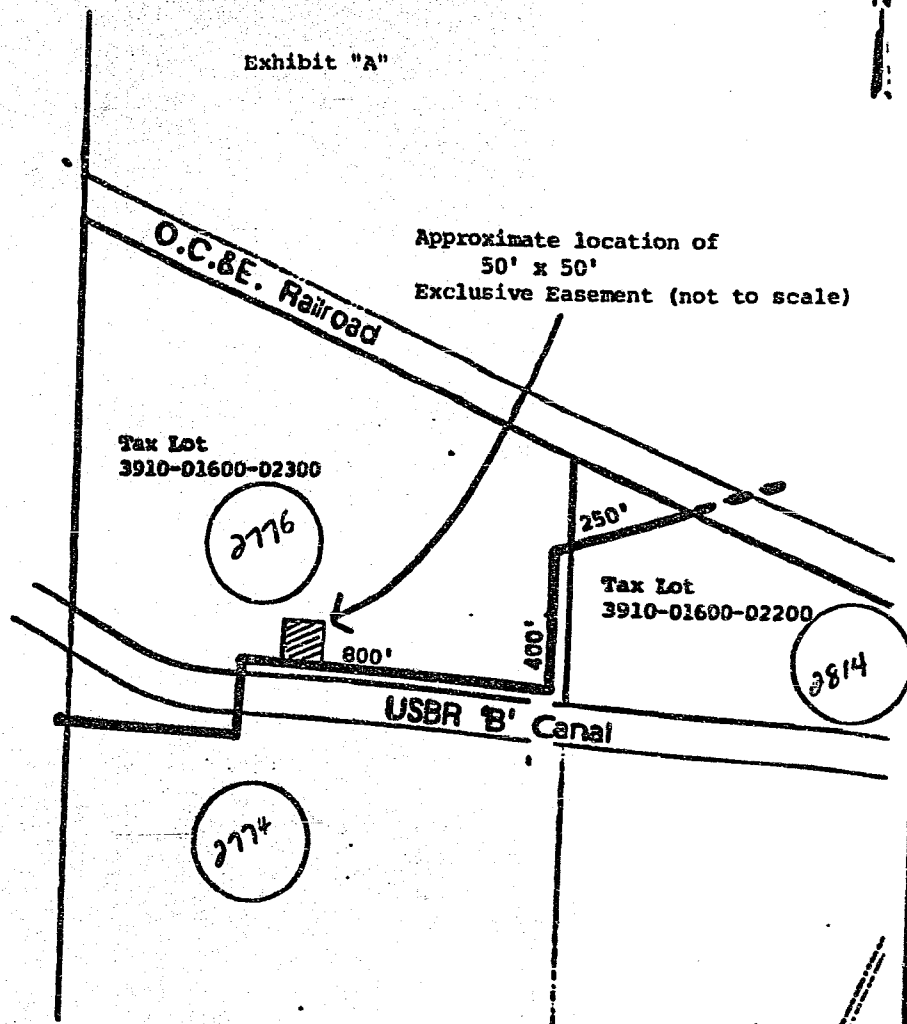 Exhibit "A"
O.C.&E. Railroad
Approximate location of
50' x 50'
Exclusive Easement (not to scale)
Tax Lot
3910-01600-02300
2776
250'
Tax Lot
3910-01600-02200
2814
400'
800'
USBR 'B' Canal
2774